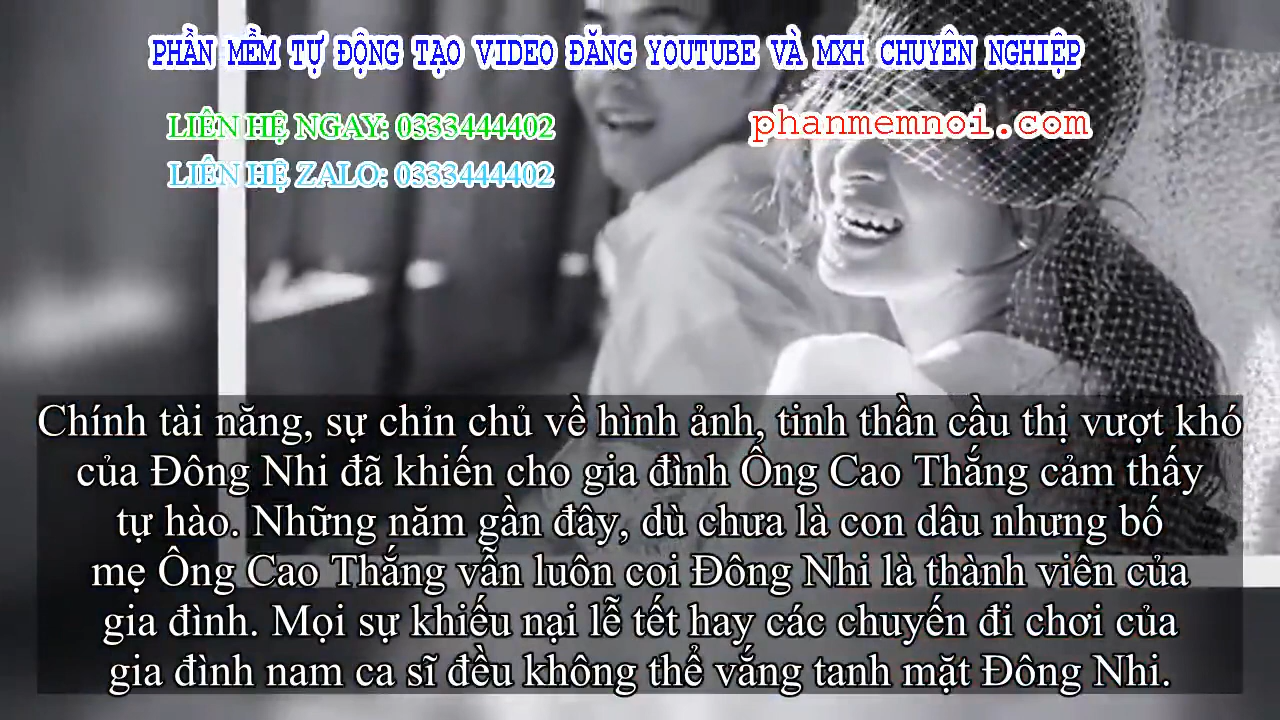 PHẦN MỀM TỰ ĐỘNG TẠO VIDEO ĐĂNG YOUTUBE VÀ MXH CHUYÊN NGHIỆP
LIÊN HỆ NGAY: 0333444402
phanmemnoi.com
LIÊN HỆ ZALO: 0333444402
Chính tài năng, sự chỉn chủ về hình ảnh, tinh thần cầu thị vượt khó
của Đông Nhi đã khiến cho gia đình Ông Cao Thắng cảm thấy
tự hào. Những năm gần đây, dù chưa là con dâu nhưng bố
mẹ Ông Cao Thắng vẫn luôn coi Đông Nhi là thành viên của
gia đình. Mọi sự khiếu nại lễ tết hay các chuyến đi chơi của
gia đình nam ca sĩ đều không thể vắng tanh mặt Đông Nhi.